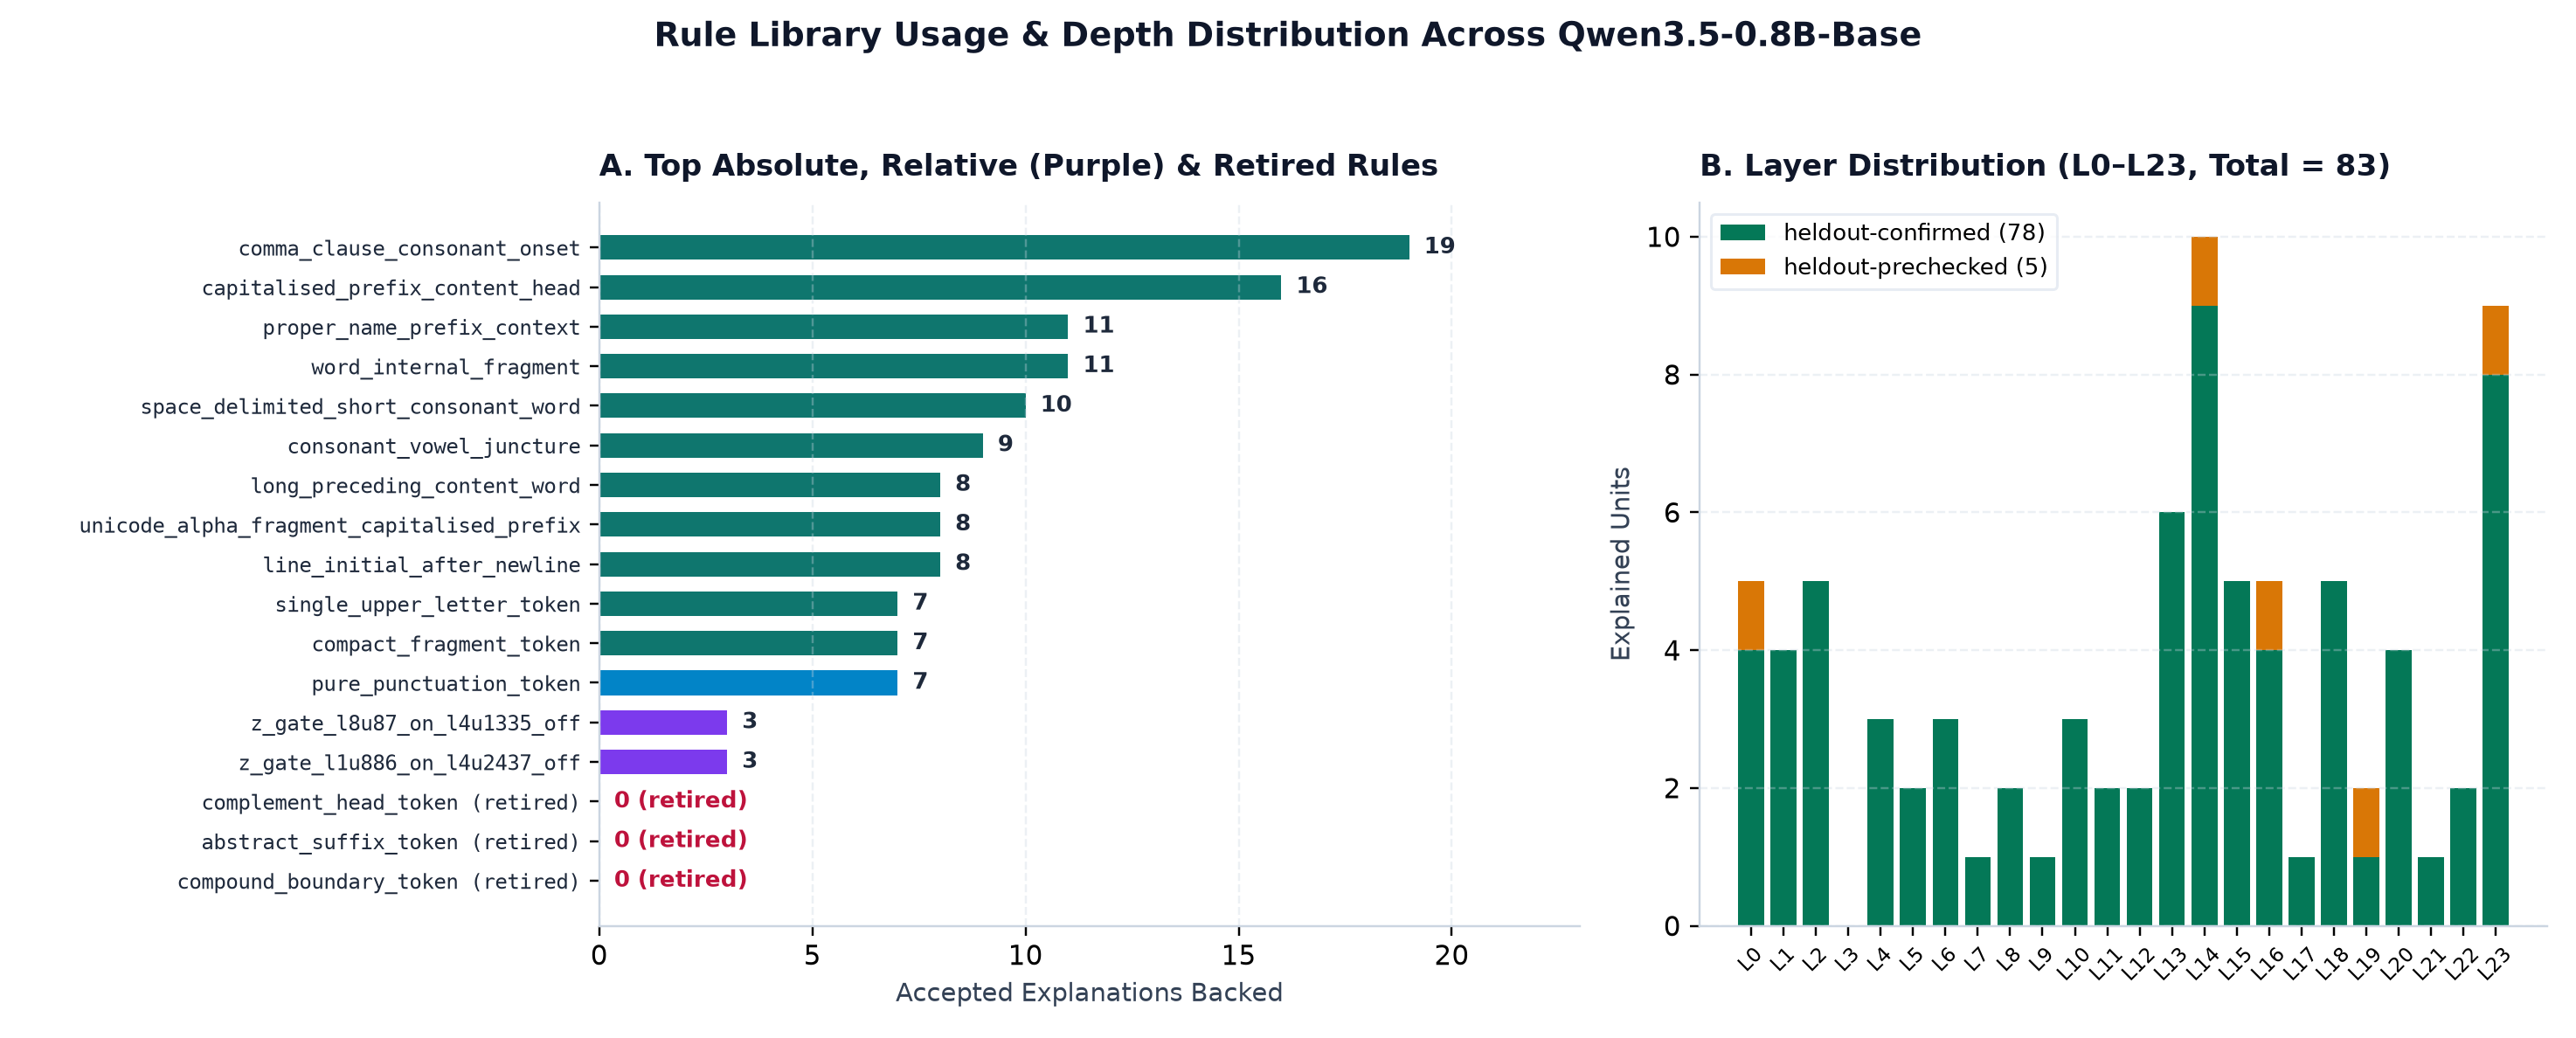 Rule Library Usage & Depth Distribution Across Qwen3.5-0.8B-Base
A. Top Absolute, Relative (Purple) & Retired Rules
comma_clause_consonant_onset 19
capitalised_prefix_content_head 16
proper_name_prefix_context 11
word_internal_fragment 11
space_delimited_short_consonant_word 10
consonant_vowel_juncture 9
long_preceding_content_word 8
unicode_alpha_fragment_capitalised_prefix 8
line_initial_after_newline 8
single_upper_letter_token 7
compact_fragment_token 7
pure_punctuation_token 7
z_gate_l8u87_on_l4u1335_off 3
z_gate_l1u886_on_l4u2437_off 3
complement_head_token (retired) 0 (retired)
abstract_suffix_token (retired) 0 (retired)
compound_boundary_token (retired) 0 (retired)
0 5 10 15 20
Accepted Explanations Backed
B. Layer Distribution (L0–L23, Total = 83)
heldout-confirmed (78)
heldout-prechecked (5)
Explained Units
10
8
6
4
2
0
L0 L1 L2 L3 L4 L5 L6 L7 L8 L9 L10 L11 L12 L13 L14 L15 L16 L17 L18 L19 L20 L21 L22 L23